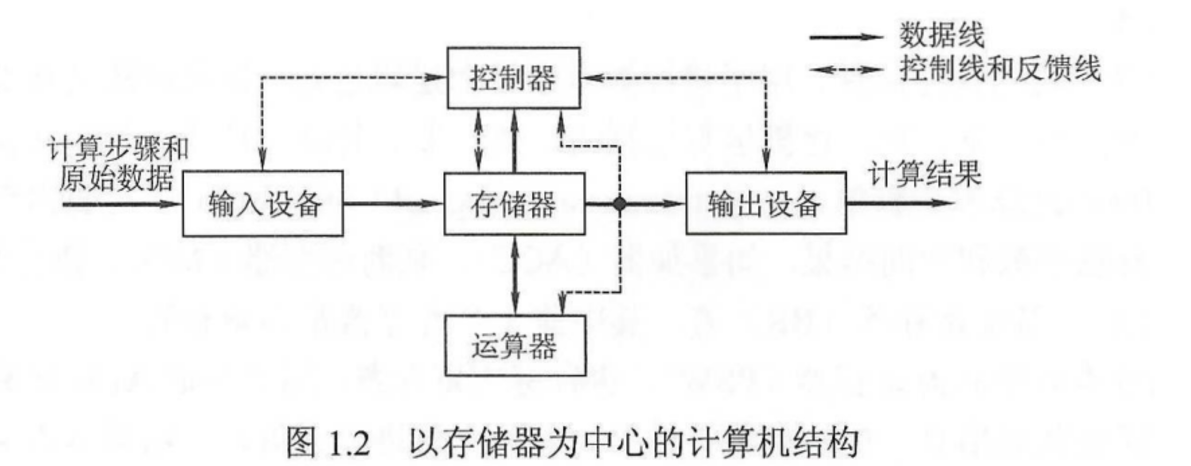 数据线
控制线和反馈线
控制器
计算步骤和
原始数据
输入设备
存储器
输出设备
计算结果
运算器
图 1.2 以存储器为中心的计算机结构